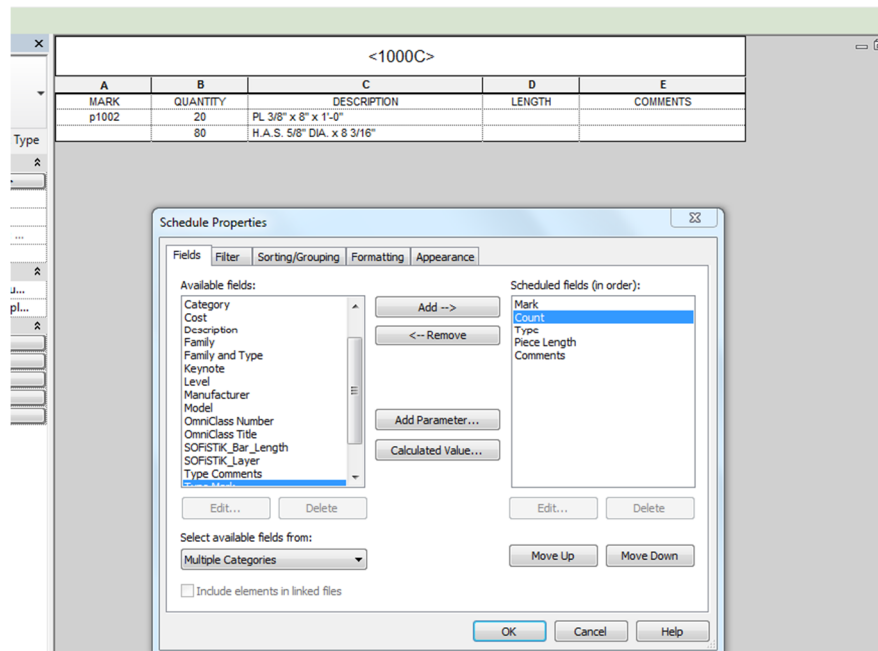 <1000C>
A B C D E
MARK QUANTITY DESCRIPTION LENGTH COMMENTS
p1002 20 PL 3/8" x 8" x 1'-0"
80 H.A.S. 5/8" DIA. x 8 3/16"
Type
...
u...
pl...
Schedule Properties
Fields Filter Sorting/Grouping Formatting Appearance
Available fields:
Category
Cost
Description
Family
Family and Type
Keynote
Level
Manufacturer
Model
OmniClass Number
OmniClass Title
SOFiSTiK_Bar_Length
SOFiSTiK_Layer
Type Comments
Type Mark
Add -->
<-- Remove
Add Parameter...
Calculated Value...
Scheduled fields (in order):
Mark
Count
Type
Piece Length
Comments
Edit... Delete
Edit... Delete
Select available fields from:
Multiple Categories
Move Up Move Down
Include elements in linked files
OK Cancel Help